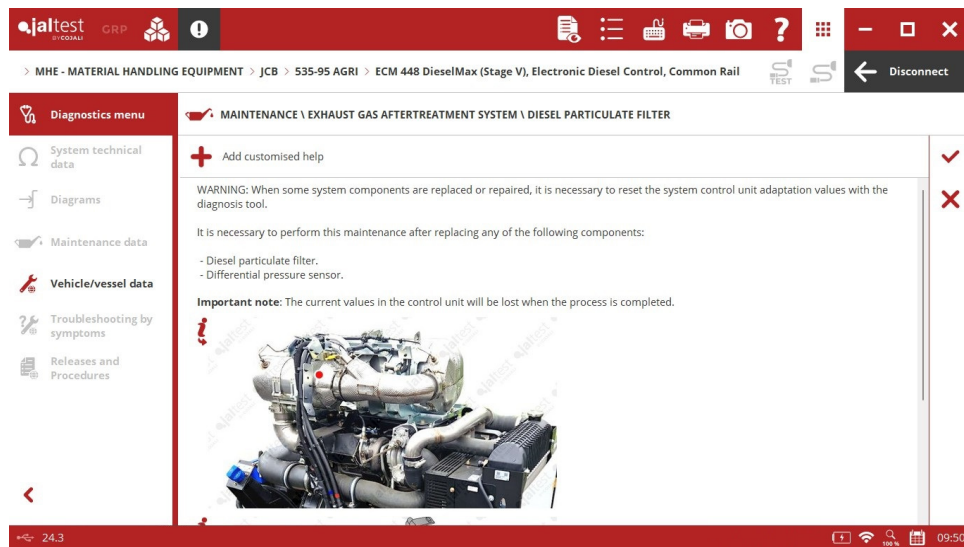 jaltest
BY COJALI
GRP
> MHE - MATERIAL HANDLING EQUIPMENT > JCB > 535-95 AGRI > ECM 448 DieselMax (Stage V), Electronic Diesel Control, Common Rail
TEST
Disconnect
Diagnostics menu
MAINTENANCE \ EXHAUST GAS AFTERTREATMENT SYSTEM \ DIESEL PARTICULATE FILTER
System technical
data
Diagrams
Maintenance data
Vehicle/vessel data
Troubleshooting by
symptoms
Releases and
Procedures
Add customised help
WARNING: When some system components are replaced or repaired, it is necessary to reset the system control unit adaptation values with the
diagnosis tool.
It is necessary to perform this maintenance after replacing any of the following components:
- Diesel particulate filter.
- Differential pressure sensor.
Important note: The current values in the control unit will be lost when the process is completed.
jaltest
jaltest
jaltest
24.3
100 %
09:50